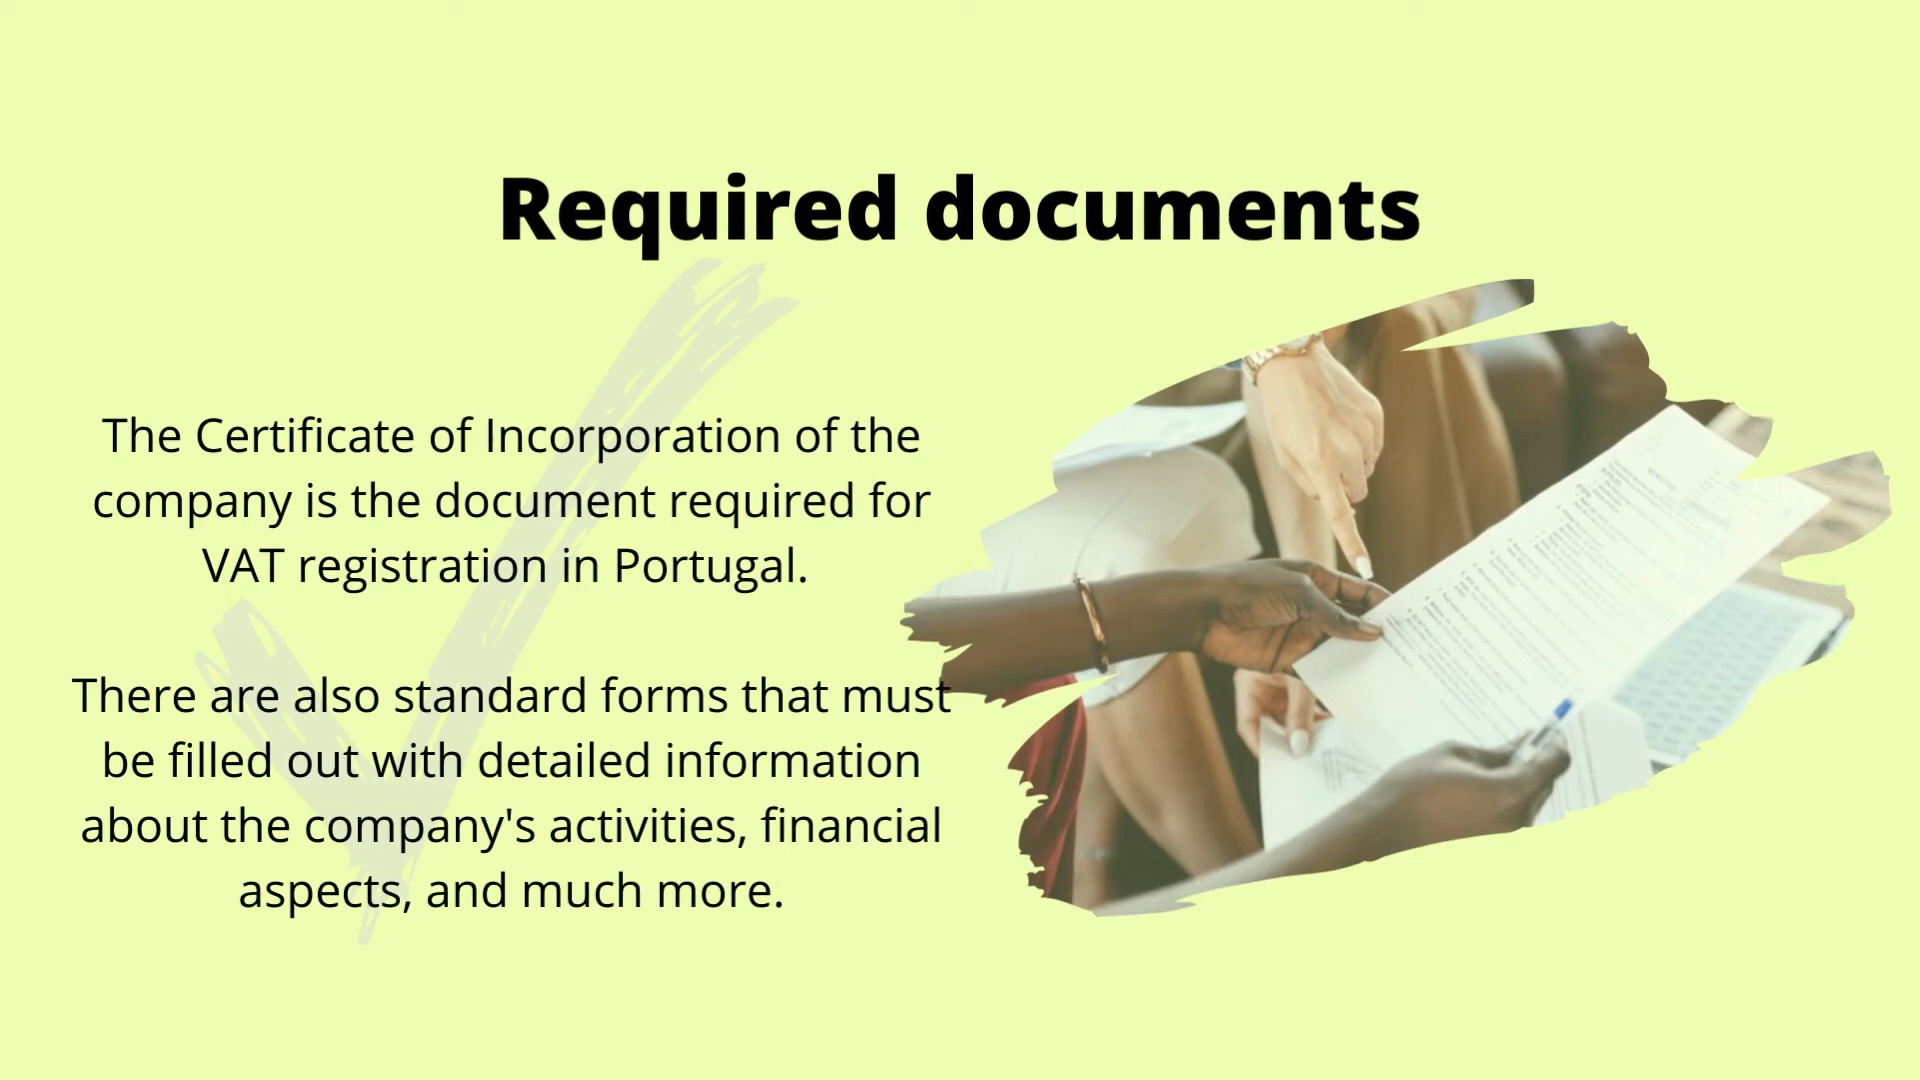 Required documents
The Certificate of Incorporation of the
company is the document required for
VAT registration in Portugal.
There are also standard forms that must
be filled out with detailed information
about the company's activities, financial
aspects, and much more.